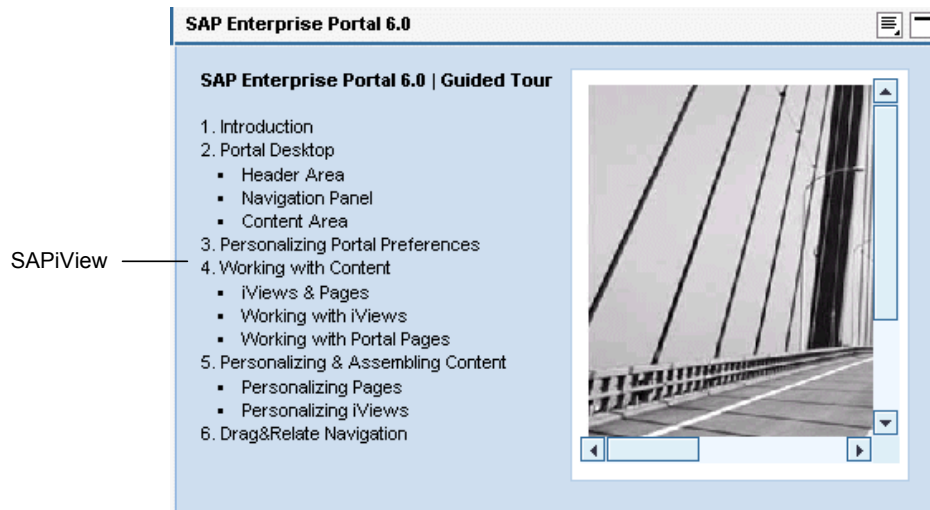 SAP Enterprise Portal 6.0
SAP Enterprise Portal 6.0 | Guided Tour
1. Introduction
2. Portal Desktop
▪ Header Area
▪ Navigation Panel
▪ Content Area
3. Personalizing Portal Preferences
SAPiView
4. Working with Content
▪ iViews & Pages
▪ Working with iViews
▪ Working with Portal Pages
5. Personalizing & Assembling Content
▪ Personalizing Pages
▪ Personalizing iViews
6. Drag&Relate Navigation